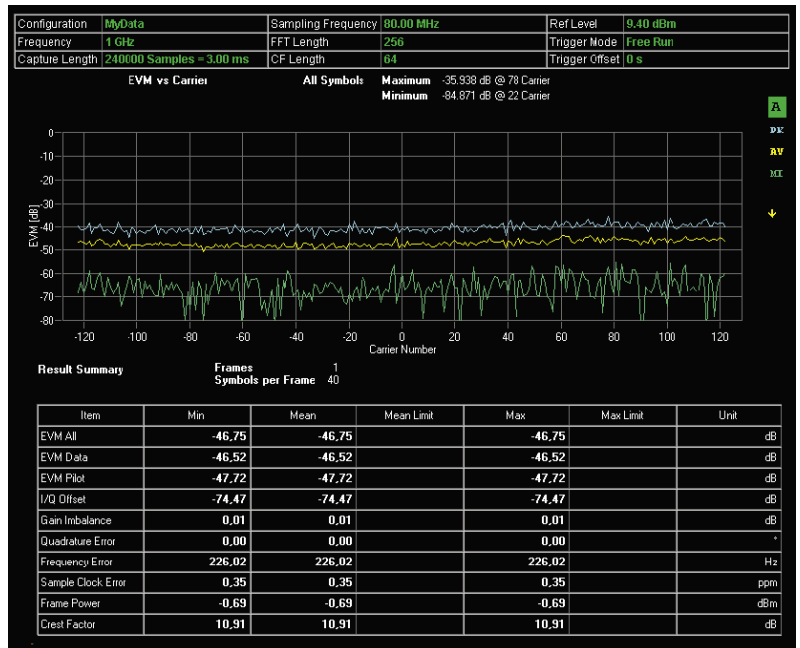 Configuration MyData Sampling Frequency 80.00 MHz Ref Level 9.40 dBm
Frequency 1 GHz FFT Length 256 Trigger Mode Free Run
Capture Length 240000 Samples = 3.00 ms CF Length 64 Trigger Offset 0 s
EVM vs Carrier All Symbols Maximum -35.938 dB @ 78 Carrier
Minimum -84.871 dB @ 22 Carrier
A
PK
AV
MI
EVM [dB]
0
-10
-20
-30
-40
-50
-60
-70
-80
-120 -100 -80 -60 -40 -20 0 20 40 60 80 100 120
Carrier Number
Result Summary Frames 1
Symbols per Frame 40
Item Min Mean Mean Limit Max Max Limit Unit
EVM All -46,75 -46,75 -46,75 dB
EVM Data -46,52 -46,52 -46,52 dB
EVM Pilot -47,72 -47,72 -47,72 dB
I/Q Offset -74,47 -74,47 -74,47 dB
Gain Imbalance 0,01 0,01 0,01 dB
Quadrature Error 0,00 0,00 0,00 °
Frequency Error 226,02 226,02 226,02 Hz
Sample Clock Error 0,35 0,35 0,35 ppm
Frame Power -0,69 -0,69 -0,69 dBm
Crest Factor 10,91 10,91 10,91 dB